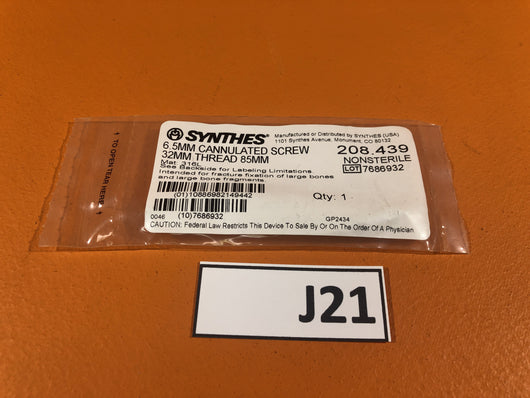 SYNTHES®
Manufactured or Distributed by SYNTHES (USA)
1101 Synthes Avenue, Monument, CO 80132
6.5MM CANNULATED SCREW
32MM THREAD 85MM
208.439
NONSTERILE
LOT 7686932
Mat: 316L
See Backside for Labeling Limitations
Intended for fracture fixation of large bones
and large bone fragments
Qty: 1
(01)10886982149442
(10)7686932
0046
GP2434
CAUTION: Federal Law Restricts This Device To Sale By Or On The Order Of A Physician
↑ TO OPEN TEAR HERE ↑
J21